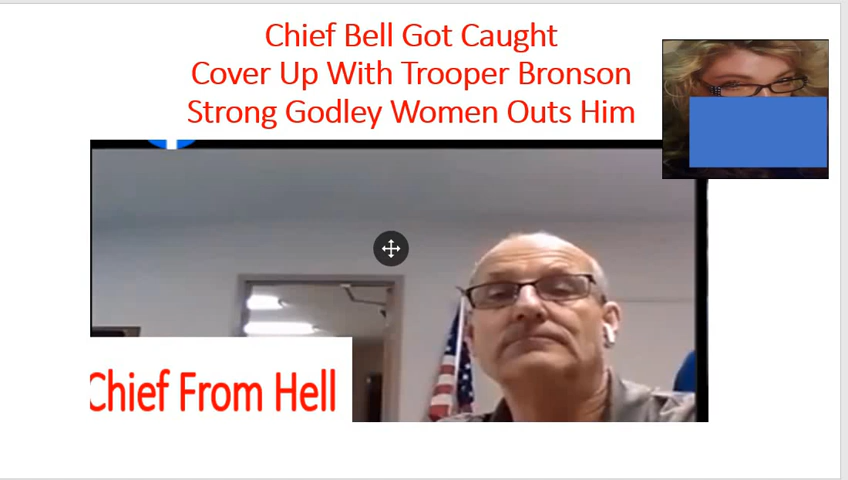 Chief Bell Got Caught
Cover Up With Trooper Bronson
Strong Godley Women Outs Him
Chief From Hell